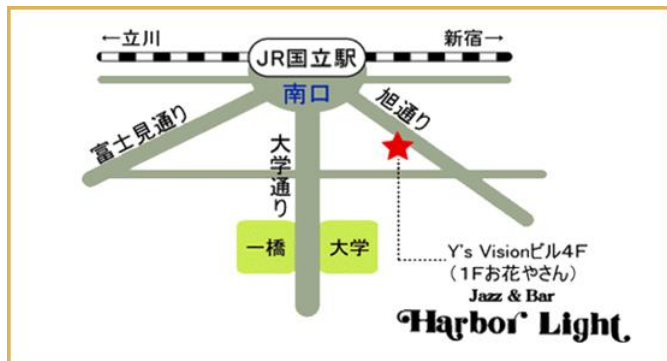 ←立川
新宿→
JR国立駅
南口
富士見通り
大学通り
旭通り
一橋
大学
Y's Visionビル4F
(1Fお花やさん)
Jazz & Bar
Harbor Light